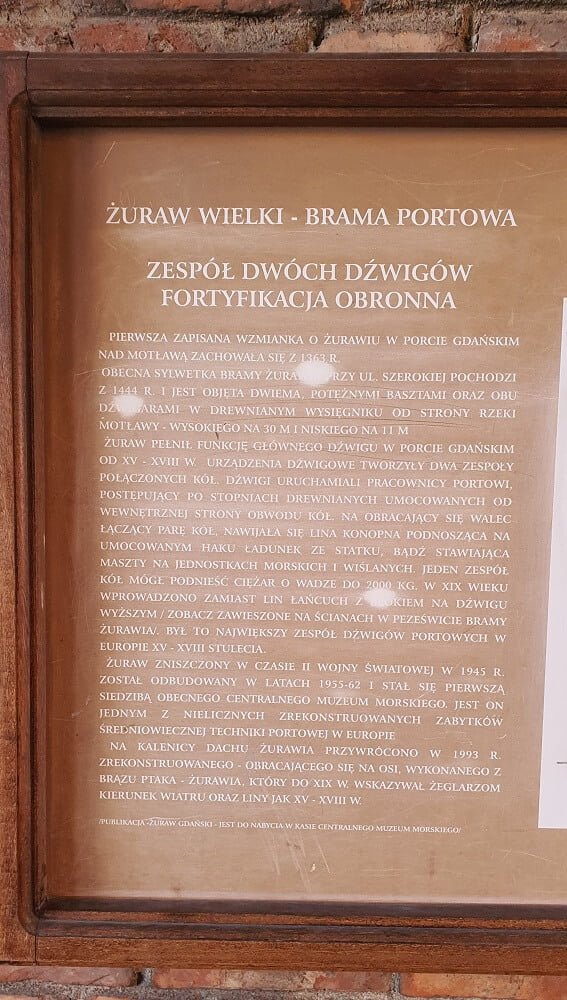 ŻURAW WIELKI - BRAMA PORTOWA
ZESPÓŁ DWÓCH DŹWIGÓW
FORTYFIKACJA OBRONNA
PIERWSZA ZAPISANA WZMIANKA O ŻURAWIU W PORCIE GDAŃSKIM
NAD MOTŁAWĄ ZACHOWAŁA SIĘ Z 1363 R.
OBECNA SYLWETKA BRAMY UL. SZEROKIEJ POCHODZI
Z 1444 R. I JEST OBJĘTA DWIEMA, POTĘŻNYMI BASZTAMI ORAZ OBU
DŹWIGARAMI W DREWNIANYM WYSIĘGNIKU OD STRONY RZEKI
MOTŁAWY - WYSOKIEGO NA 30 M I NISKIEGO NA 11 M
ŻURAW PEŁNIŁ FUNKCJĘ GŁÓWNEGO DŹWIGU W PORCIE GDAŃSKIM
OD XV - XVIII W. URZĄDZENIA DŹWIGOWE TWORZYŁY DWA ZESPOŁY
POŁĄCZONYCH KÓŁ. DŹWIGI URUCHAMIALI PRACOWNICY PORTOWI,
POSTĘPUJĄCY PO STOPNIACH DREWNIANYCH UMOCOWANYCH OD
WEWNĘTRZNEJ STRONY OBWODU KÓŁ. NA OBRACAJĄCY SIĘ WALEC
ŁĄCZĄCY PARĘ KÓŁ, NAWIJAŁA SIĘ LINA KONOPNA PODNOSZĄCA NA
UMOCOWANYM HAKU ŁADUNEK ZE STATKU, BĄDŹ STAWIAJĄCA
MASZTY NA JEDNOSTKACH MORSKICH I WIŚLANYCH. JEDEN ZESPÓŁ
KÓŁ MÓGŁ PODNIEŚĆ CIĘŻAR O WADZE DO 2000 KG. W XIX WIEKU
WPROWADZONO ZAMIAST LIN ŁAŃCUCH Z NA DŹWIGU
WYŻSZYM / ZOBACZ ZAWIESZONE NA ŚCIANACH W PEZEŚWICIE BRAMY
ŻURAWIA/. BYŁ TO NAJWIĘKSZY ZESPÓŁ DŹWIGÓW PORTOWYCH W
EUROPIE XV - XVIII STULECIA.
ŻURAW ZNISZCZONY W CZASIE II WOJNY ŚWIATOWEJ W 1945 R.
ZOSTAŁ ODBUDOWANY W LATACH 1955-62 I STAŁ SIĘ PIERWSZĄ
SIEDZIBĄ OBECNEGO CENTRALNEGO MUZEUM MORSKIEGO. JEST ON
JEDNYM Z NIELICZNYCH ZREKONSTRUOWANYCH ZABYTKÓW
ŚREDNIOWIECZNEJ TECHNIKI PORTOWEJ W EUROPIE
NA KALENICY DACHU ŻURAWIA PRZYWRÓCONO W 1993 R.
ZREKONSTRUOWANEGO - OBRACAJĄCEGO SIĘ NA OSI, WYKONANEGO Z
BRĄZU PTAKA - ŻURAWIA, KTÓRY DO XIX W. WSKAZYWAŁ ŻEGLARZOM
KIERUNEK WIATRU ORAZ LINY JAK XV - XVIII W.
/PUBLIKACJA -ŻURAW GDAŃSKI - JEST DO NABYCIA W KASIE CENTRALNEGO MUZEUM MORSKIEGO/